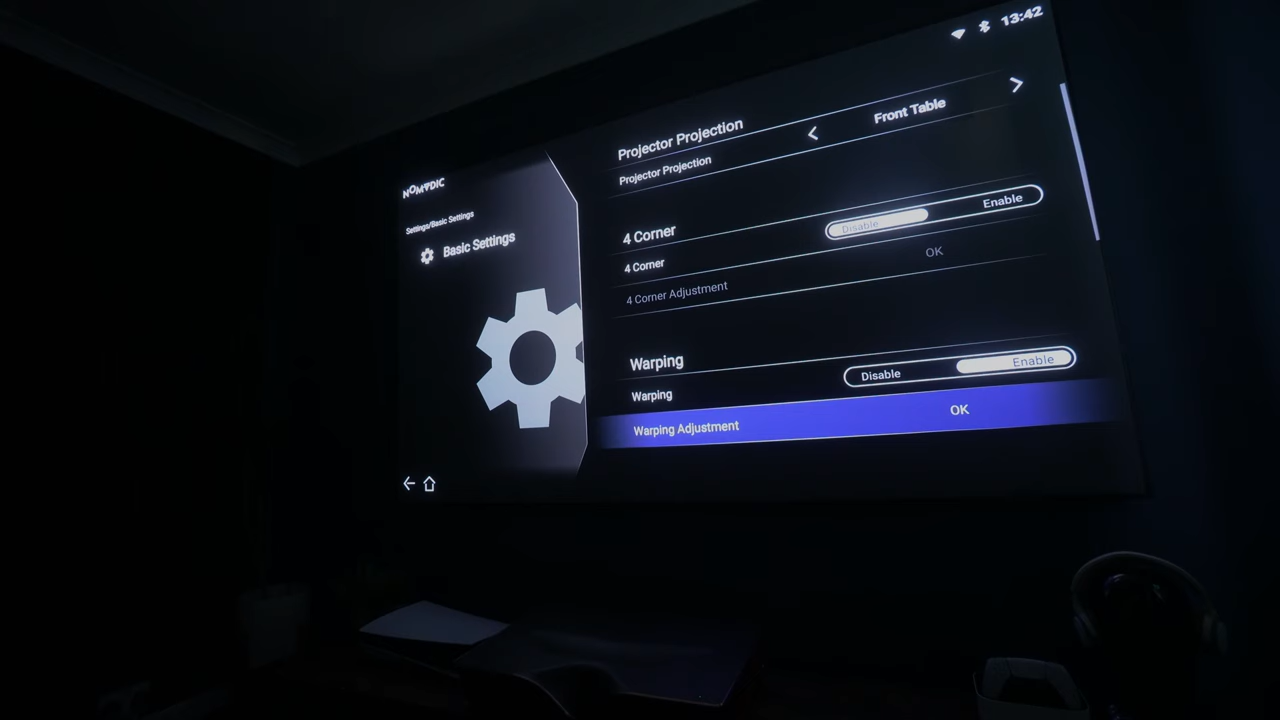 13:42
NOMADIC
Settings/Basic Settings
Basic Settings
Projector Projection
Projector Projection
Front Table
4 Corner
4 Corner
Disable
Enable
4 Corner Adjustment
OK
Warping
Warping
Disable
Enable
Warping Adjustment
OK